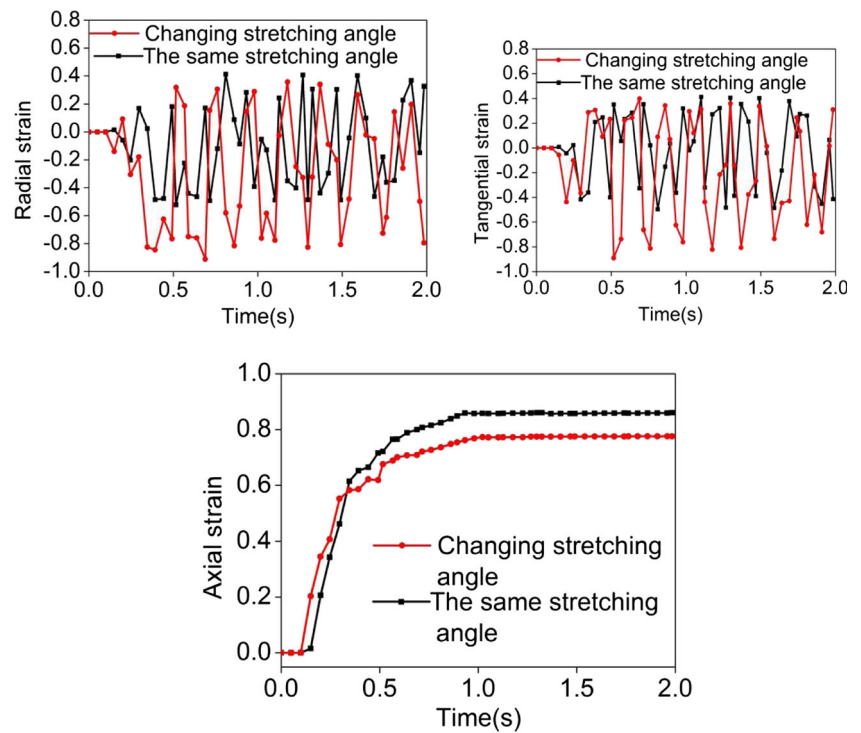 Radial strain
0.8
0.6
0.4
0.2
0.0
-0.2
-0.4
-0.6
-0.8
-1.0
Changing stretching angle
The same stretching angle
0.0 0.5 1.0 1.5 2.0
Time(s)
Tangential strain
0.8
0.6
0.4
0.2
0.0
-0.2
-0.4
-0.6
-0.8
-1.0
Changing stretching angle
The same stretching angle
0.0 0.5 1.0 1.5 2.0
Time(s)
Axial strain
1.0
0.8
0.6
0.4
0.2
0.0
Changing stretching
angle
The same stretching
angle
0.0 0.5 1.0 1.5 2.0
Time(s)